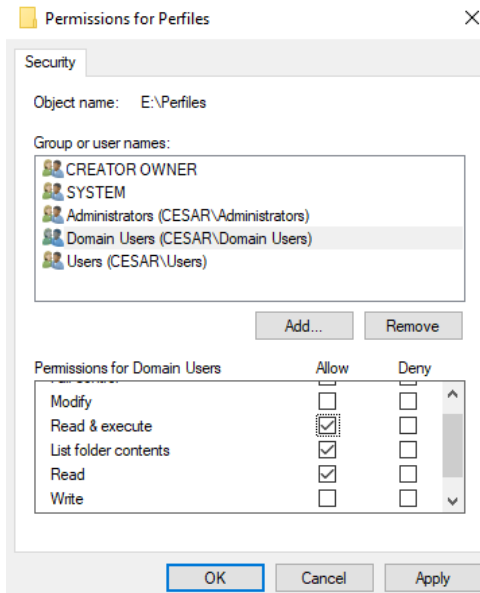 Permissions for Perfiles
Security
Object name: E:\Perfiles
Group or user names:
CREATOR OWNER
SYSTEM
Administrators (CESAR\Administrators)
Domain Users (CESAR\Domain Users)
Users (CESAR\Users)
Add... Remove
Permissions for Domain Users Allow Deny
Modify
Read & execute
List folder contents
Read
Write
OK Cancel Apply